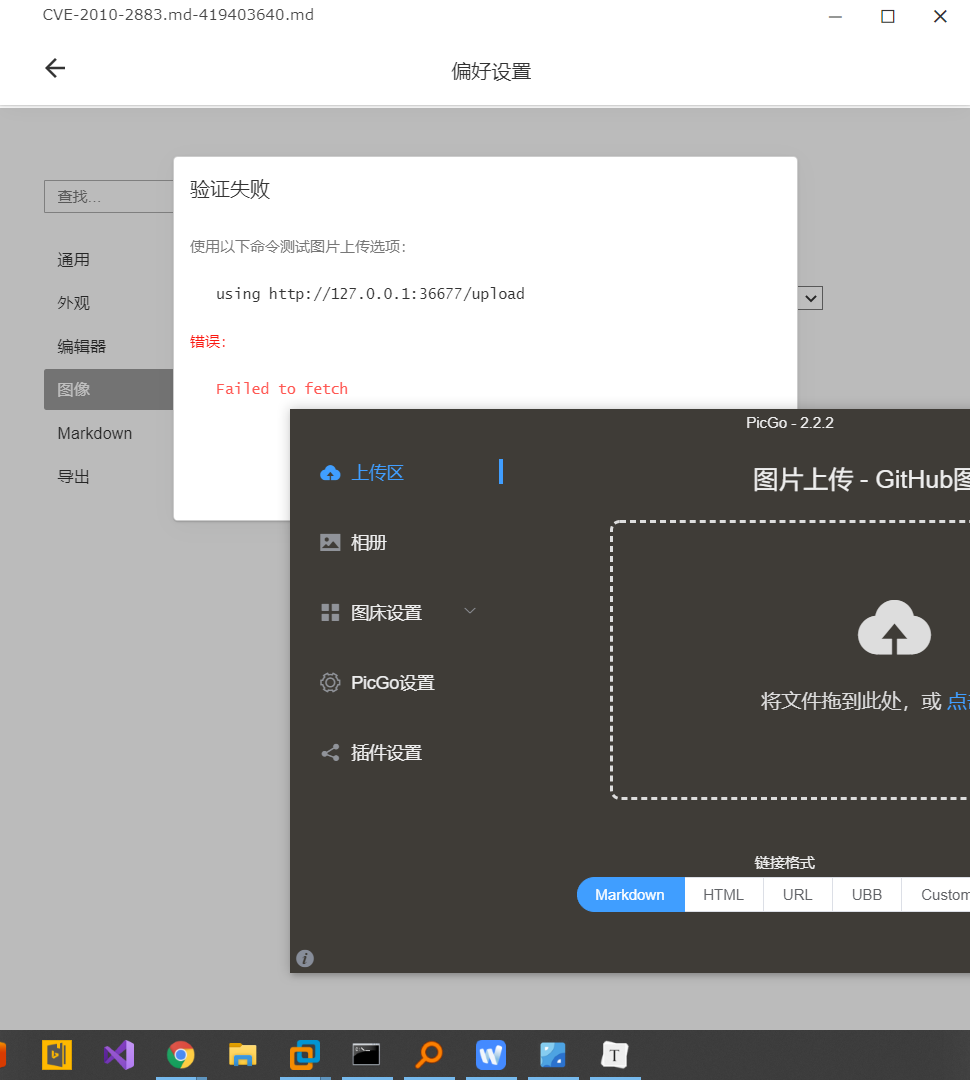 CVE-2010-2883.md-419403640.md
偏好设置
查找...
通用
外观
编辑器
图像
Markdown
导出
验证失败
使用以下命令测试图片上传选项：
using http://127.0.0.1:36677/upload
错误：
Failed to fetch
PicGo - 2.2.2
上传区
相册
图床设置
PicGo设置
插件设置
图片上传 - GitHub图
将文件拖到此处，或 点击
链接格式
Markdown HTML URL UBB Custom